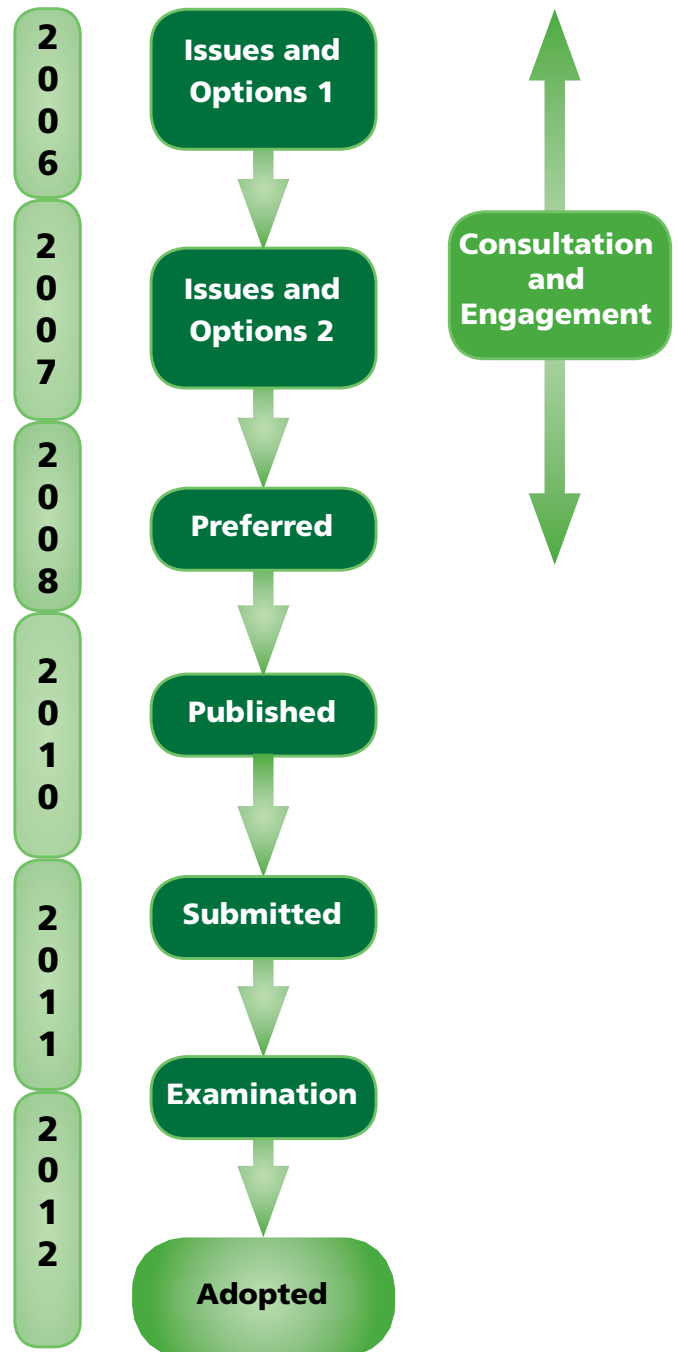 2006
Issues and
Options 1
2007
Issues and
Options 2
Consultation
and
Engagement
2008
Preferred
2010
Published
2011
Submitted
Examination
2012
Adopted